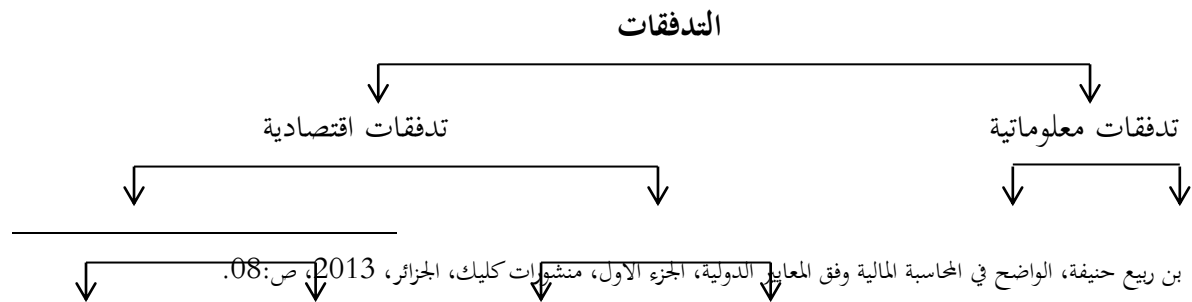 التدفقات
تدفقات معلوماتية
تدفقات اقتصادية
بن ربيع حنيفة، الواضح في المحاسبة المالية وفق المعايير الدولية، الجزء الاول، منشورات كليك، الجزائر، 2013، ص:08.